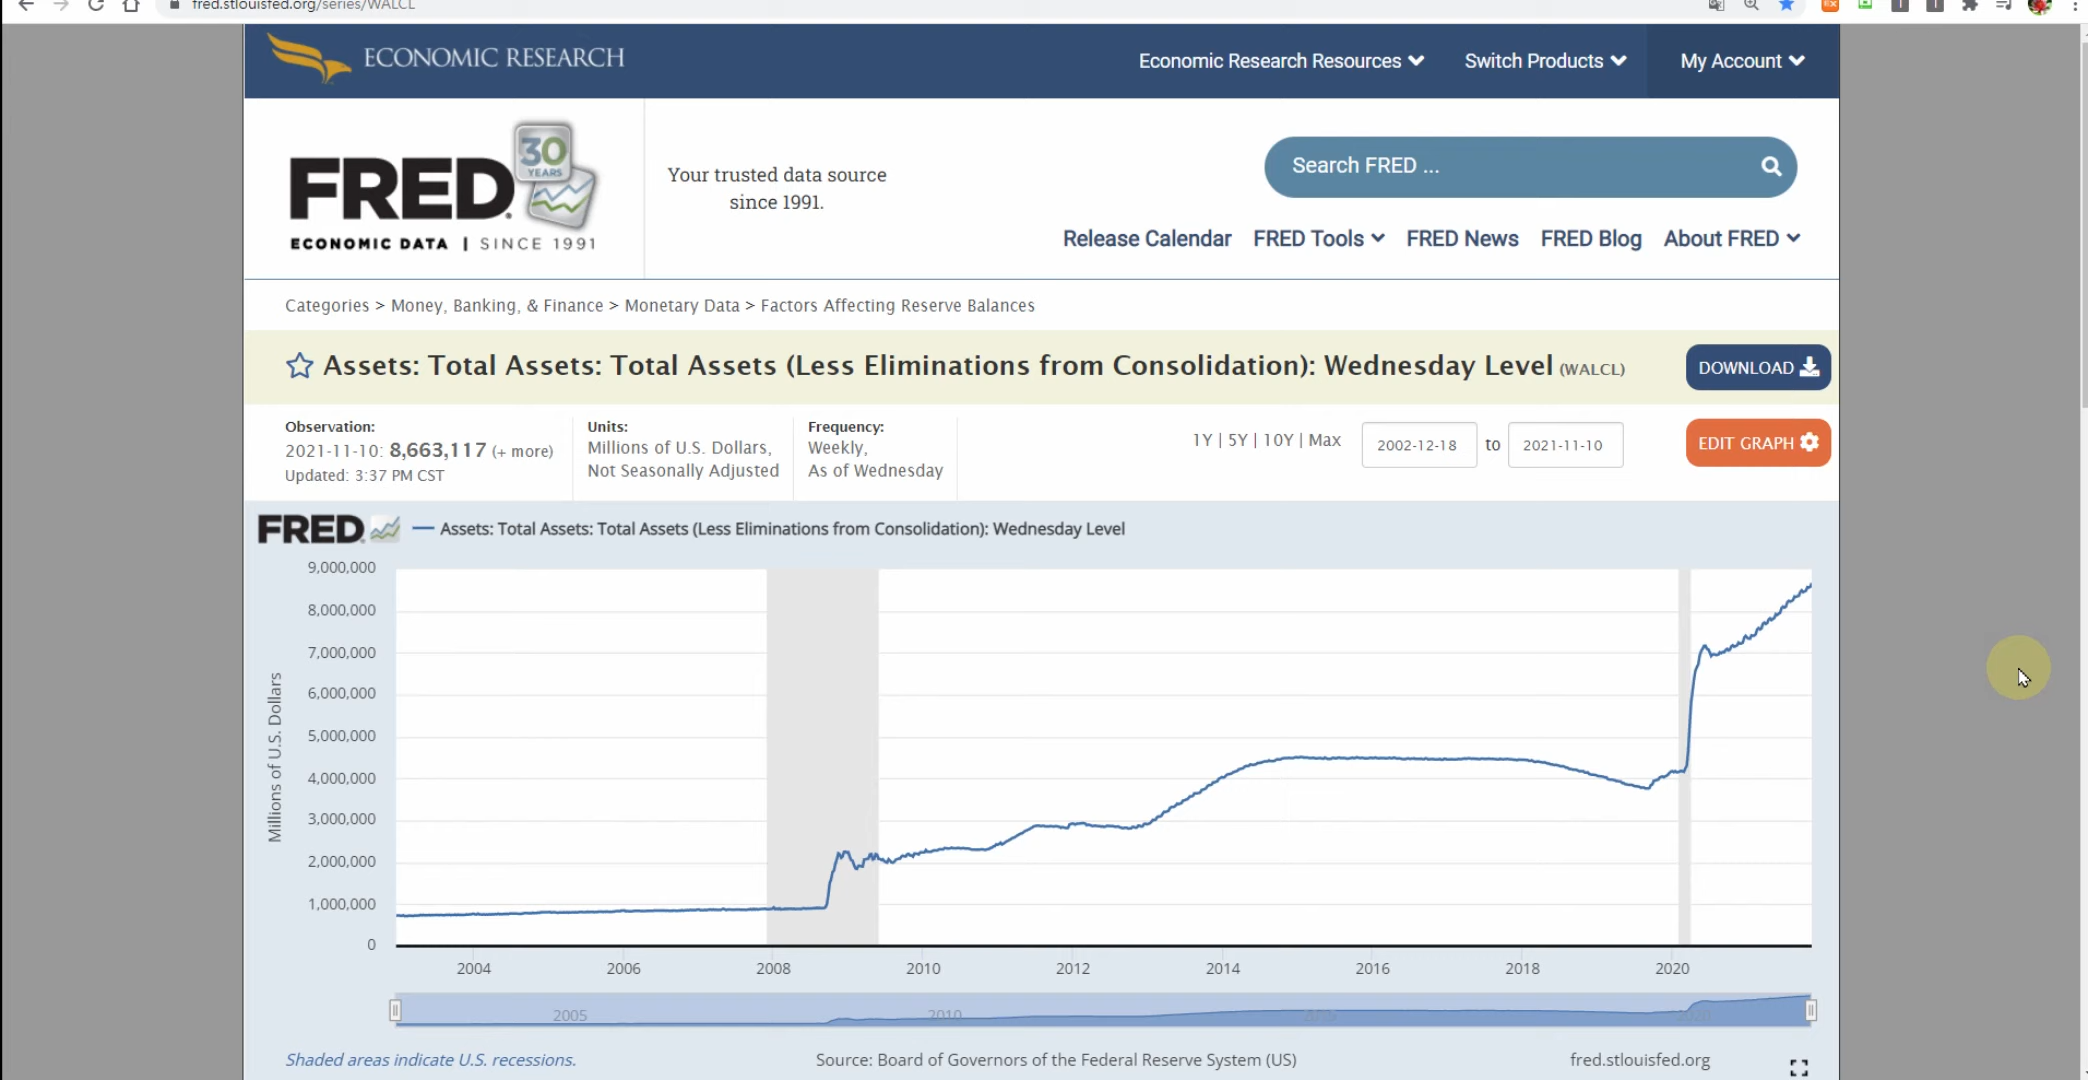 fred.stlouisfed.org/series/WALCL
ECONOMIC RESEARCH
Economic Research Resources
Switch Products
My Account
30
YEARS
FRED
ECONOMIC DATA | SINCE 1991
Your trusted data source
since 1991.
Search FRED ...
Release Calendar
FRED Tools
FRED News
FRED Blog
About FRED
Categories > Money, Banking, & Finance > Monetary Data > Factors Affecting Reserve Balances
Assets: Total Assets: Total Assets (Less Eliminations from Consolidation): Wednesday Level (WALCL)
DOWNLOAD
Observation:
2021-11-10: 8,663,117 (+ more)
Updated: 3:37 PM CST
Units:
Millions of U.S. Dollars,
Not Seasonally Adjusted
Frequency:
Weekly,
As of Wednesday
1Y | 5Y | 10Y | Max
2002-12-18 to 2021-11-10
EDIT GRAPH
FRED
Assets: Total Assets: Total Assets (Less Eliminations from Consolidation): Wednesday Level
Millions of U.S. Dollars
9,000,000
8,000,000
7,000,000
6,000,000
5,000,000
4,000,000
3,000,000
2,000,000
1,000,000
0
2004 2006 2008 2010 2012 2014 2016 2018 2020
2005 2010 2020
Shaded areas indicate U.S. recessions.
Source: Board of Governors of the Federal Reserve System (US)
fred.stlouisfed.org